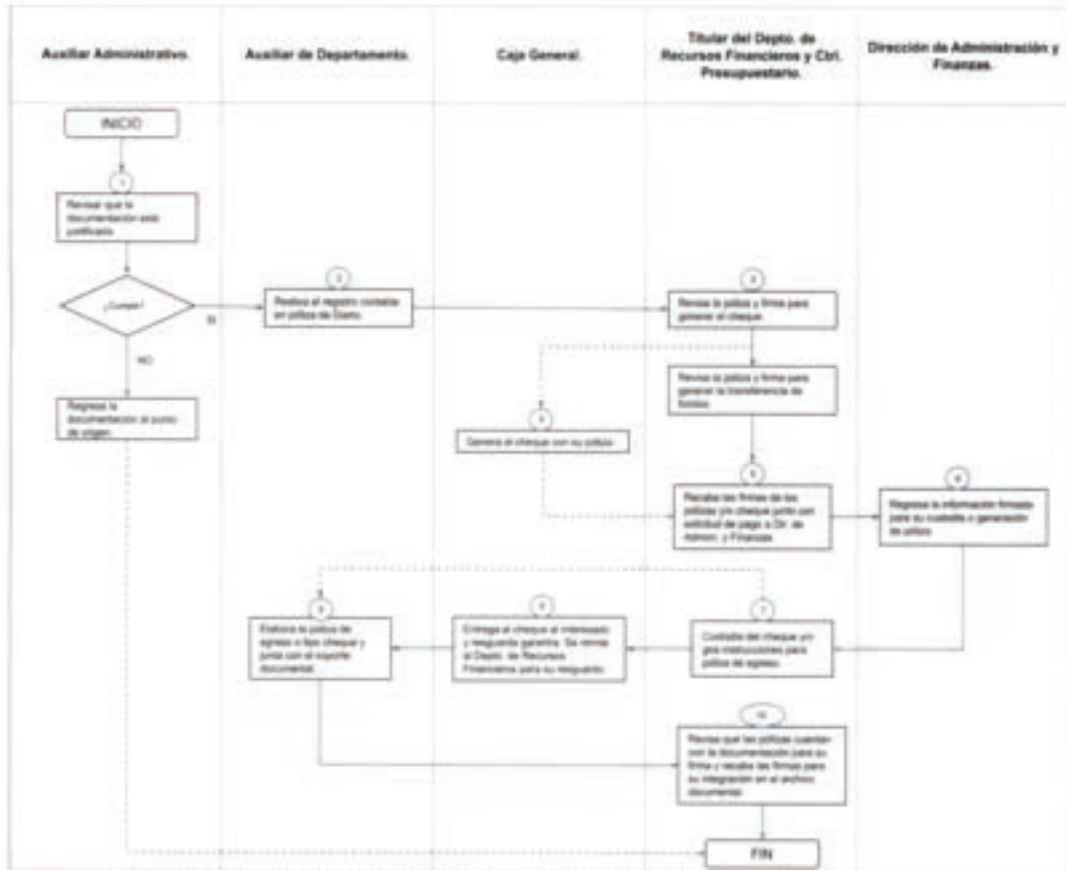 Auxiliar Administrativo.
Auxiliar de Departamento.
Caja General.
Titular del Depto. de
Recursos Financieros y Ctrl.
Presupuestario.
Dirección de Administración y
Finanzas.
INICIO
1
Revisar que la
documentación esté
justificada
¿Cumple?
SI
NO
Regresa la
documentación al punto
de origen.
2
Realiza el registro contable
en póliza de Diario.
3
Revisa la póliza y firma para
generar el cheque.
Revisa la póliza y firma para
generar la transferencia de
fondos.
4
Genera el cheque con su póliza
5
Recaba las firmas de las
pólizas y/o cheque junto con
solicitud de pago a Dir. de
Admon. y Finanzas
6
Regresa la información firmada
para su custodia o generación
de póliza
7
Custodia del cheque y/o
gira instrucciones para
póliza de egreso.
Entrega el cheque al interesado
y resguarda garantía. Se remite
al Depto. de Recursos
Financieros para su resguardo.
Elabora la póliza de
egreso o tipo cheque y
junta con el soporte
documental.
10
Revisa que las pólizas cuentan
con la documentación para su
firma y recaba las firmas para
su integración en el archivo
documental.
FIN